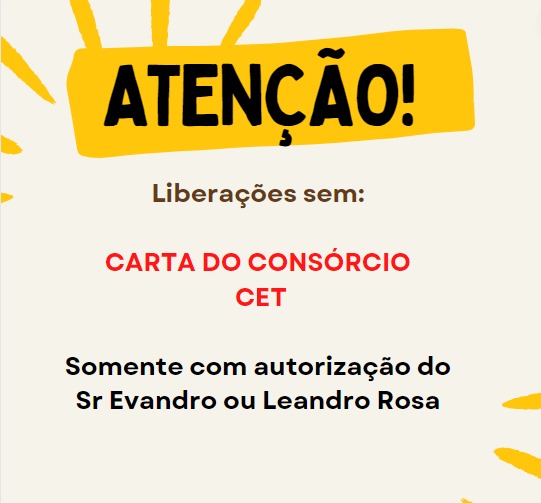 ATENÇÃO!
Liberações sem:
CARTA DO CONSÓRCIO
CET
Somente com autorização do
Sr Evandro ou Leandro Rosa